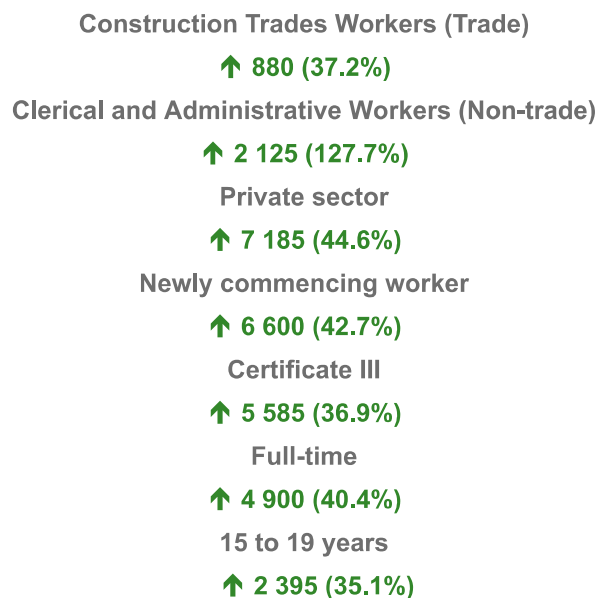 Construction Trades Workers (Trade)
↑ 880 (37.2%)
Clerical and Administrative Workers (Non-trade)
↑ 2 125 (127.7%)
Private sector
↑ 7 185 (44.6%)
Newly commencing worker
↑ 6 600 (42.7%)
Certificate III
↑ 5 585 (36.9%)
Full-time
↑ 4 900 (40.4%)
15 to 19 years
↑ 2 395 (35.1%)